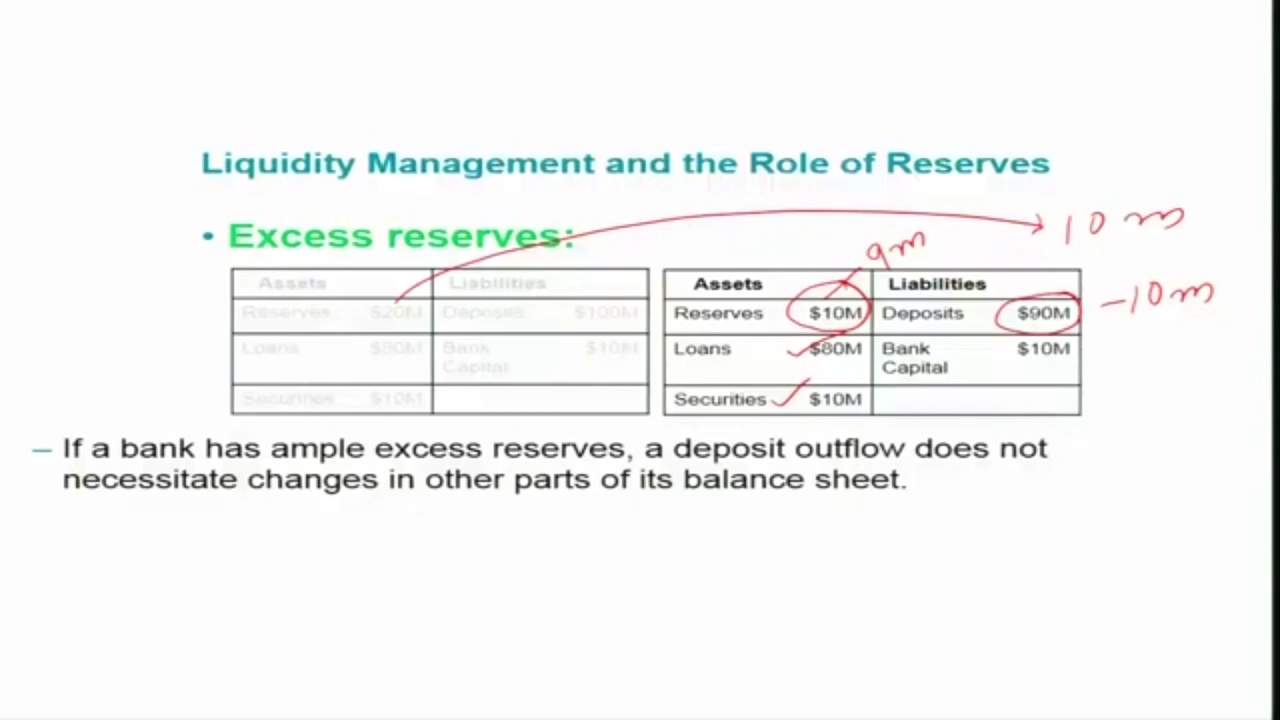 Liquidity Management and the Role of Reserves
• Excess reserves:
10 m
9m
-10m
Assets Liabilities
Reserves $20M Deposits $100M
Loans $80M Bank Capital $10M
Securities $10M
Assets Liabilities
Reserves $10M Deposits $90M
Loans $80M Bank Capital $10M
Securities $10M
– If a bank has ample excess reserves, a deposit outflow does not
necessitate changes in other parts of its balance sheet.